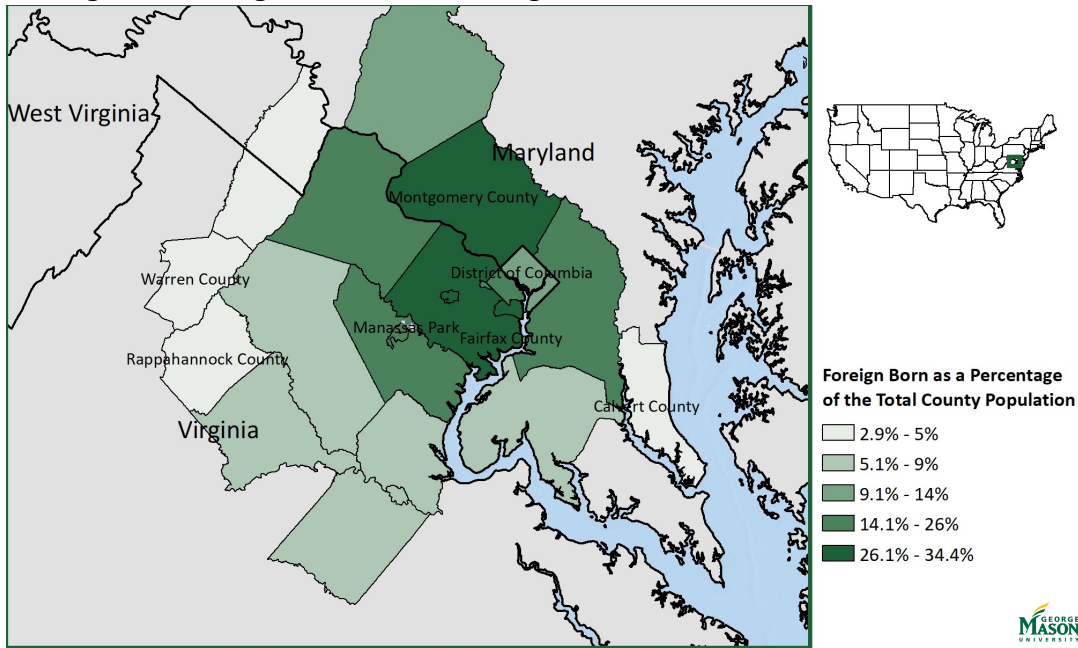 West Virginia
Maryland
Montgomery County
District of Columbia
Warren County
Manassas Park
Fairfax County
Rappahannock County
Calvert County
Virginia
Foreign Born as a Percentage
of the Total County Population
2.9% - 5%
5.1% - 9%
9.1% - 14%
14.1% - 26%
26.1% - 34.4%
GEORGE
MASON
UNIVERSITY